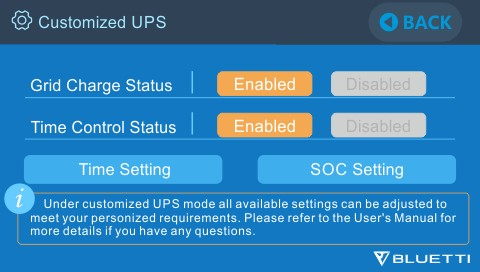 Customized UPS
BACK
Grid Charge Status Enabled Disabled
Time Control Status Enabled Disabled
Time Setting SOC Setting
i
Under customized UPS mode all available settings can be adjusted to
meet your personized requirements. Please refer to the User's Manual for
more details if you have any questions.
BLUETTI